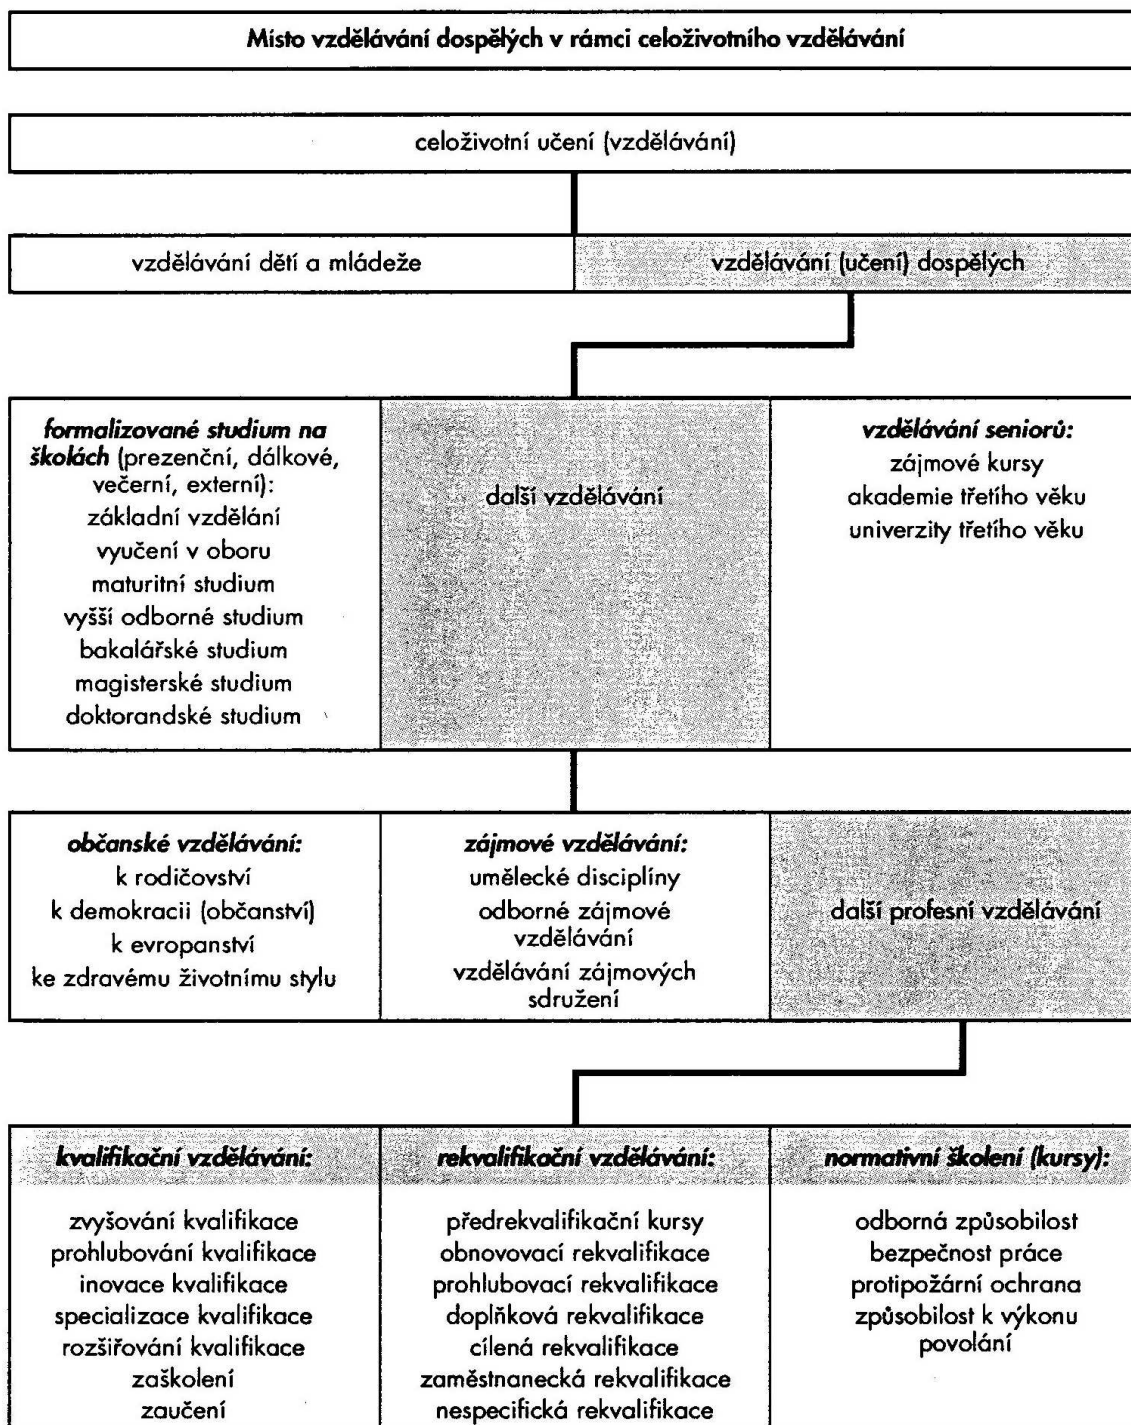 Místo vzdělávání dospělých v rámci celoživotního vzdělávání
celoživotní učení (vzdělávání)
vzdělávání dětí a mládeže
vzdělávání (učení) dospělých
formalizované studium na
školách (prezenční, dálkové,
večerní, externí):
základní vzdělání
vyučení v oboru
maturitní studium
vyšší odborné studium
bakalářské studium
magisterské studium
doktorandské studium
další vzdělávání
vzdělávání seniorů:
zájmové kursy
akademie třetího věku
univerzity třetího věku
občanské vzdělávání:
k rodičovství
k demokracii (občanství)
k evropanství
ke zdravému životnímu stylu
zájmové vzdělávání:
umělecké disciplíny
odborné zájmové
vzdělávání
vzdělávání zájmových
sdružení
další profesní vzdělávání
kvalifikační vzdělávání:
zvyšování kvalifikace
prohlubování kvalifikace
inovace kvalifikace
specializace kvalifikace
rozšiřování kvalifikace
zaškolení
zaučení
rekvalifikační vzdělávání:
předrekvalifikační kursy
obnovovací rekvalifikace
prohlubovací rekvalifikace
doplňková rekvalifikace
cílená rekvalifikace
zaměstnanecká rekvalifikace
nespecifická rekvalifikace
normativní školení (kursy):
odborná způsobilost
bezpečnost práce
protipožární ochrana
způsobilost k výkonu
povolání